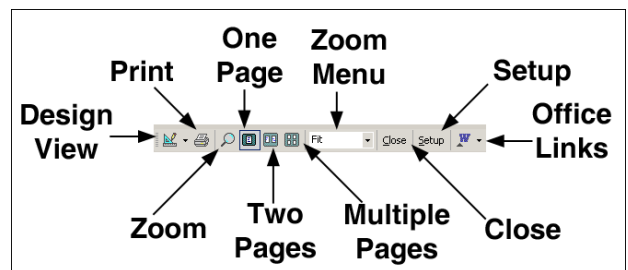 One
Page
Zoom
Menu
Print
Setup
Design
View
Office
Links
Fit
Close
Setup
W
Zoom
Two
Pages
Multiple
Pages
Close